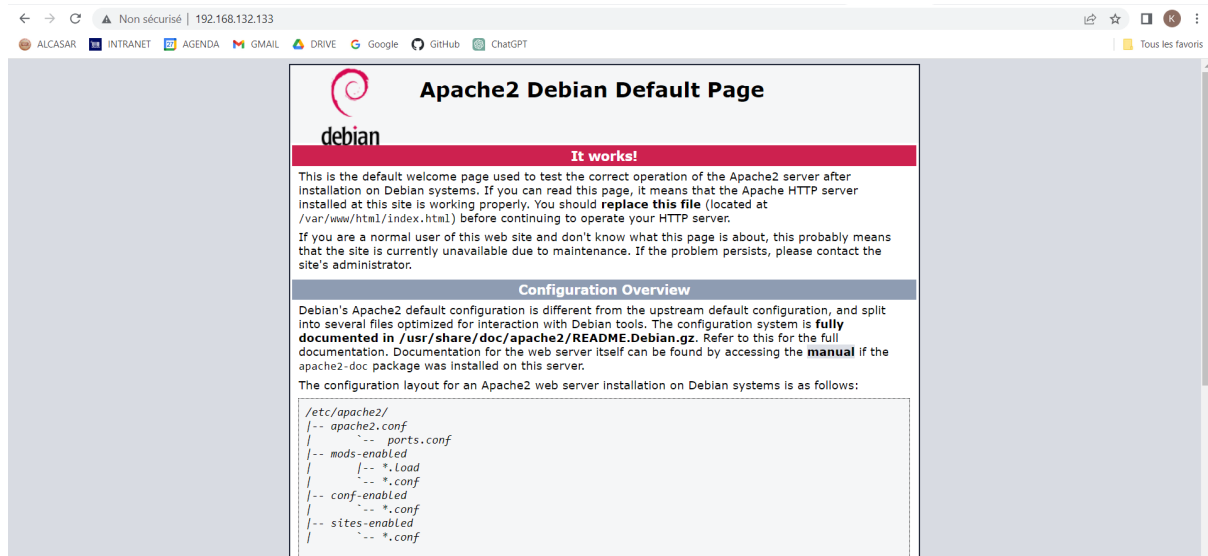 Non sécurisé | 192.168.132.133
K
ALCASAR INTRANET 27 AGENDA GMAIL DRIVE Google GitHub ChatGPT Tous les favoris
debian
Apache2 Debian Default Page
It works!
This is the default welcome page used to test the correct operation of the Apache2 server after
installation on Debian systems. If you can read this page, it means that the Apache HTTP server
installed at this site is working properly. You should replace this file (located at
/var/www/html/index.html) before continuing to operate your HTTP server.
If you are a normal user of this web site and don't know what this page is about, this probably means
that the site is currently unavailable due to maintenance. If the problem persists, please contact the
site's administrator.
Configuration Overview
Debian's Apache2 default configuration is different from the upstream default configuration, and split
into several files optimized for interaction with Debian tools. The configuration system is fully
documented in /usr/share/doc/apache2/README.Debian.gz. Refer to this for the full
documentation. Documentation for the web server itself can be found by accessing the manual if the
apache2-doc package was installed on this server.
The configuration layout for an Apache2 web server installation on Debian systems is as follows:
/etc/apache2/
|-- apache2.conf
|       `-- ports.conf
|-- mods-enabled
|       |-- *.load
|       `-- *.conf
|-- conf-enabled
|       `-- *.conf
|-- sites-enabled
|       `-- *.conf